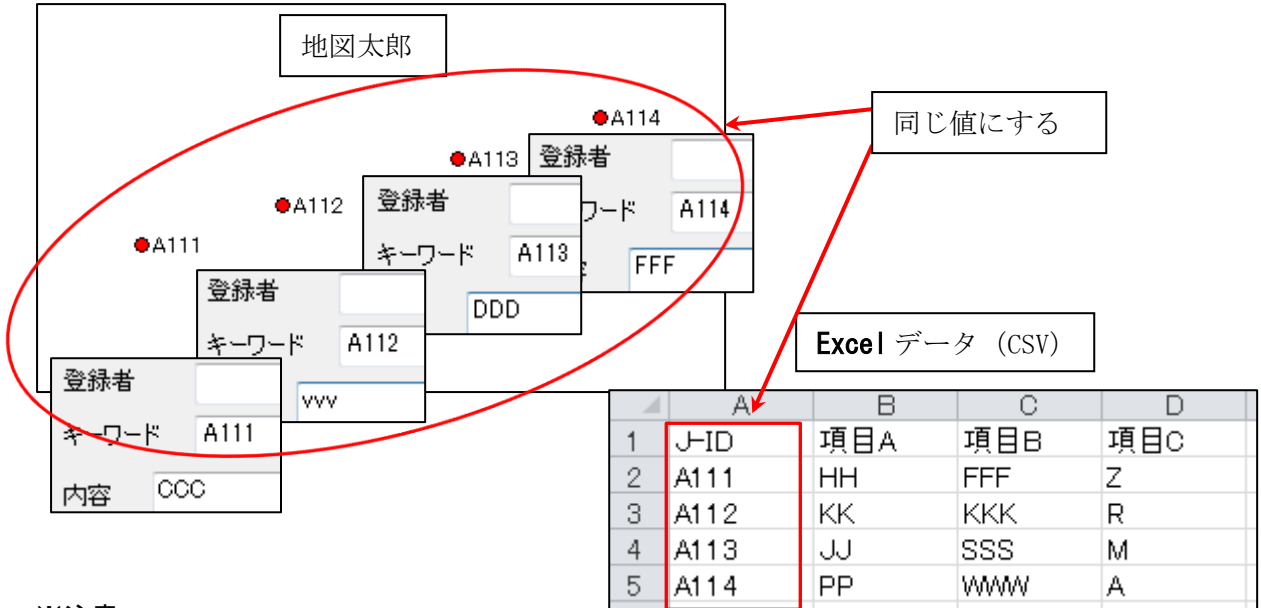 地図太郎
同じ値にする
●A114
登録者
ワード A114
FFF
●A113
登録者
キーワード A113
DDD
●A112
登録者
キーワード A112
vvv
●A111
登録者
キーワード A111
内容 CCC
Excel データ (CSV)
A B C D
1 J-ID 項目A 項目B 項目C
2 A111 HH FFF Z
3 A112 KK KKK R
4 A113 JJ SSS M
5 A114 PP WWW A